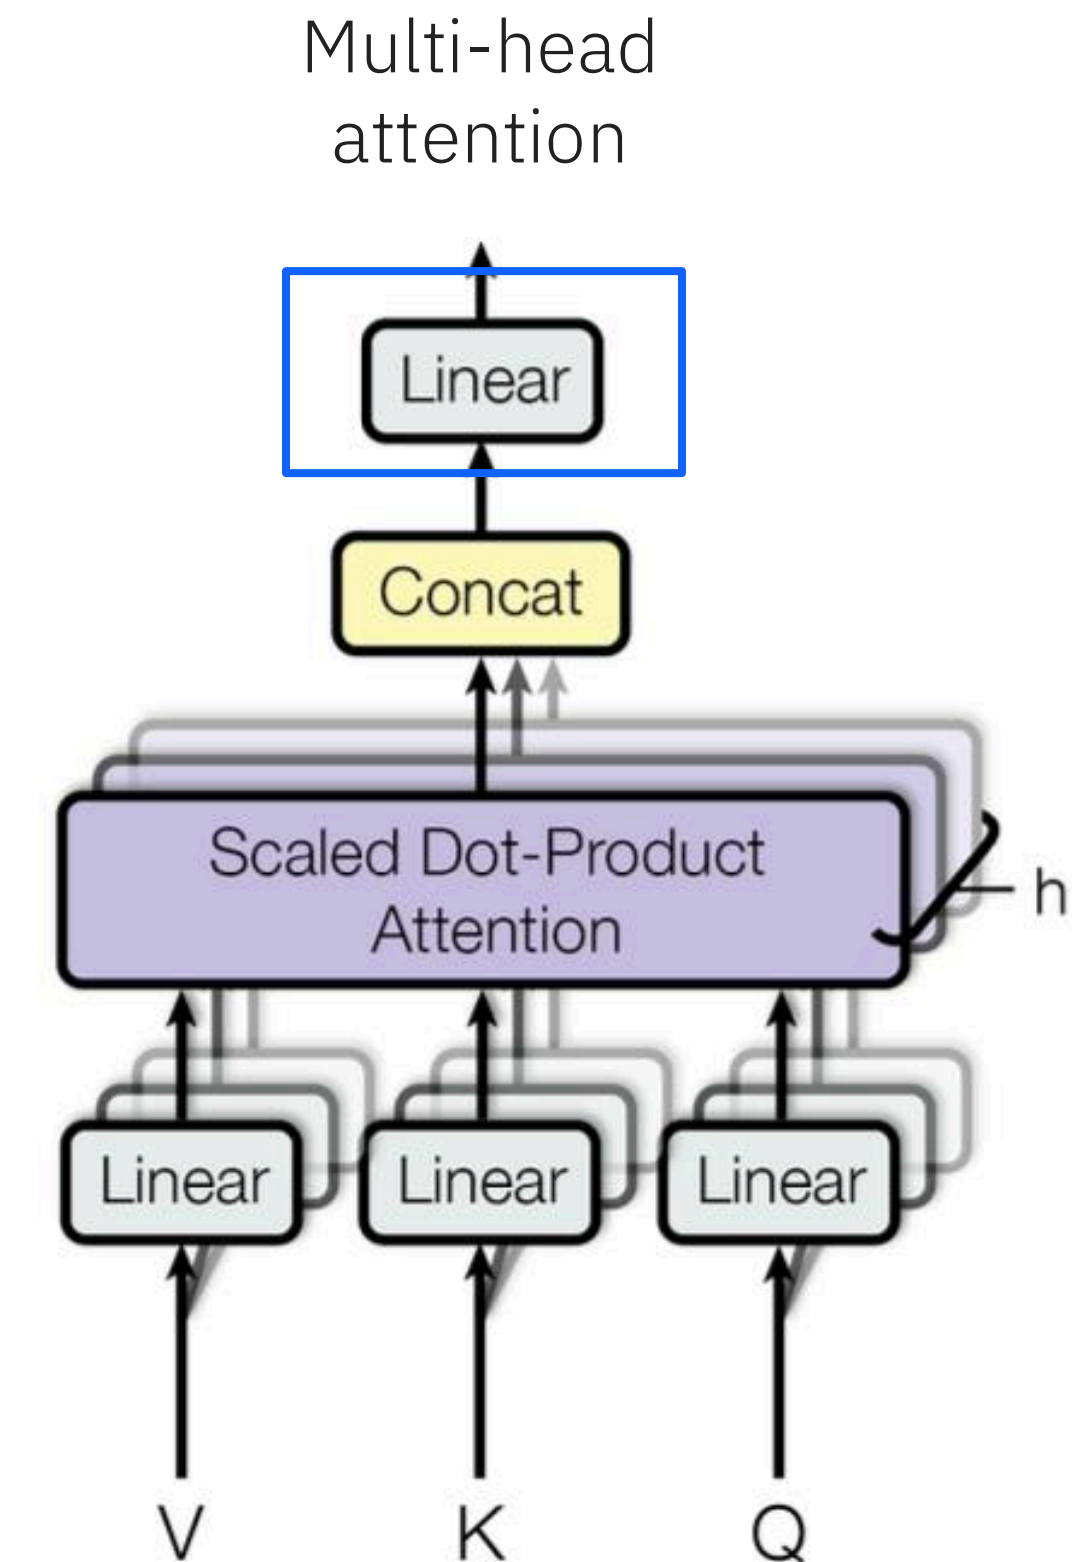 Multi-head
attention
Linear
Concat
Scaled Dot-Product
Attention
h
Linear Linear Linear
V K Q